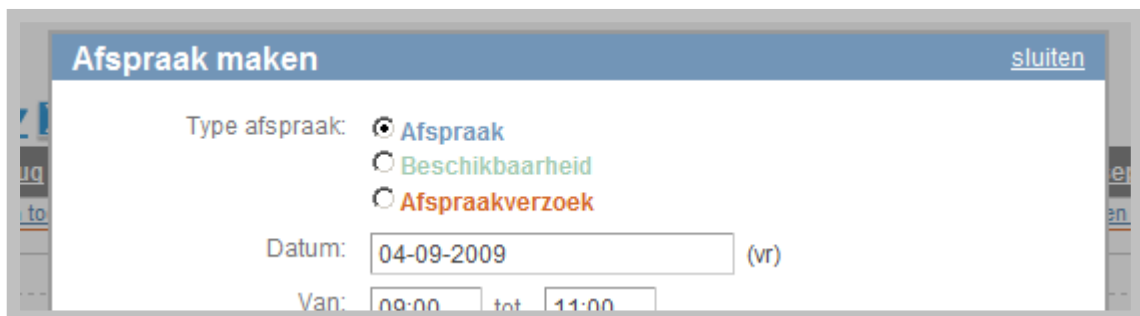 Afspraak maken sluiten
Type afspraak: Afspraak
Beschikbaarheid
Afspraakverzoek
Datum: 04-09-2009 (vr)
Van: 09:00 tot 11:00